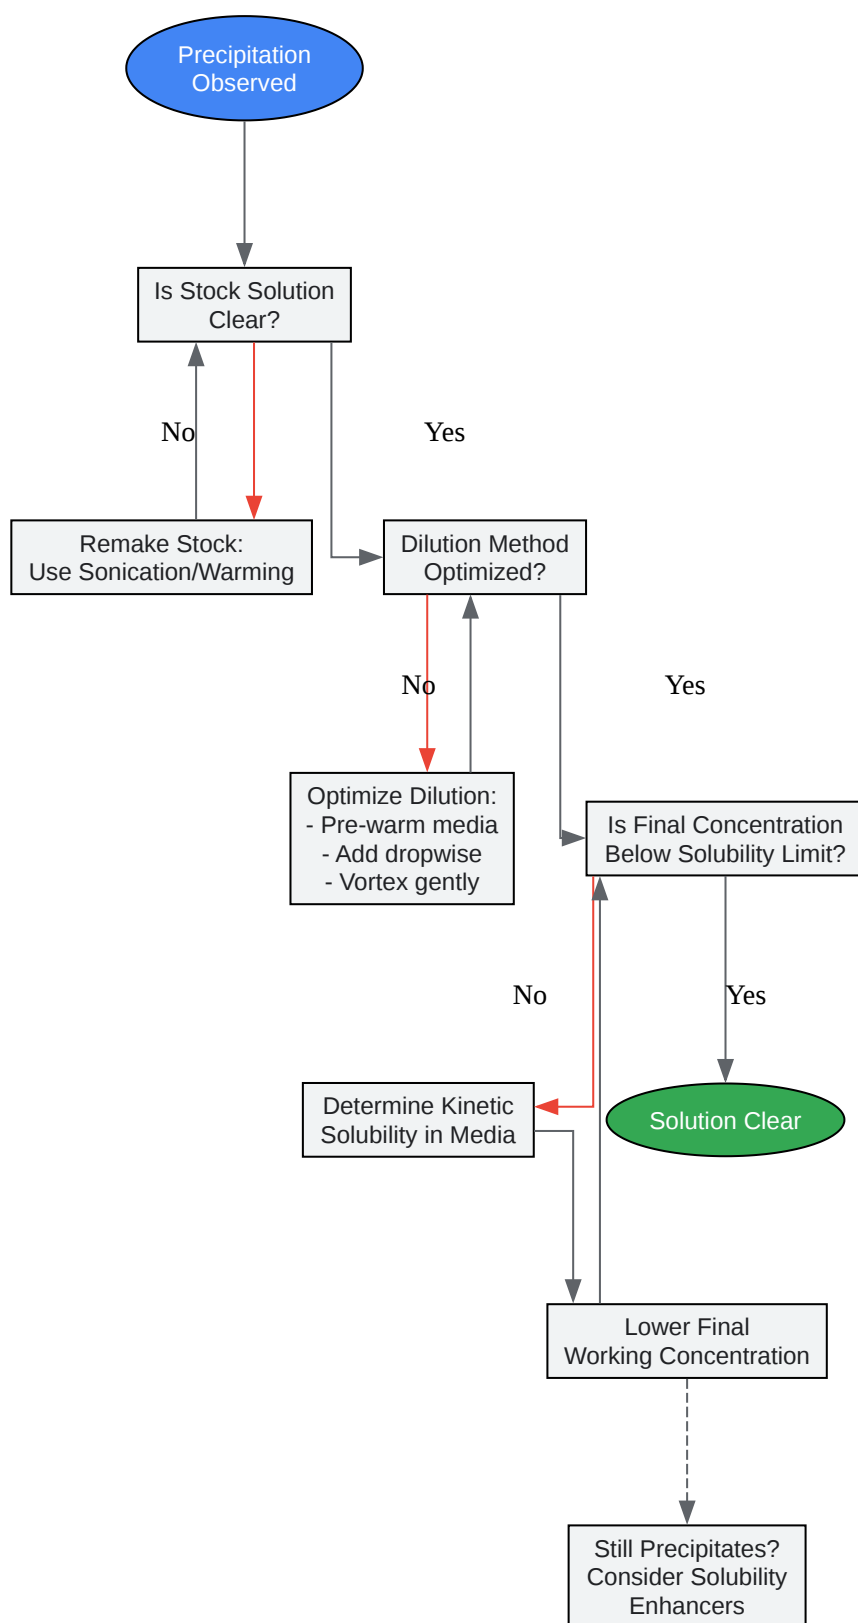 Precipitation
Observed
Is Stock Solution
Clear?
No
Yes
Remake Stock:
Use Sonication/Warming
Dilution Method
Optimized?
No
Yes
Optimize Dilution:
- Pre-warm media
- Add dropwise
- Vortex gently
Is Final Concentration
Below Solubility Limit?
No
Yes
Determine Kinetic
Solubility in Media
Solution Clear
Lower Final
Working Concentration
Still Precipitates?
Consider Solubility
Enhancers